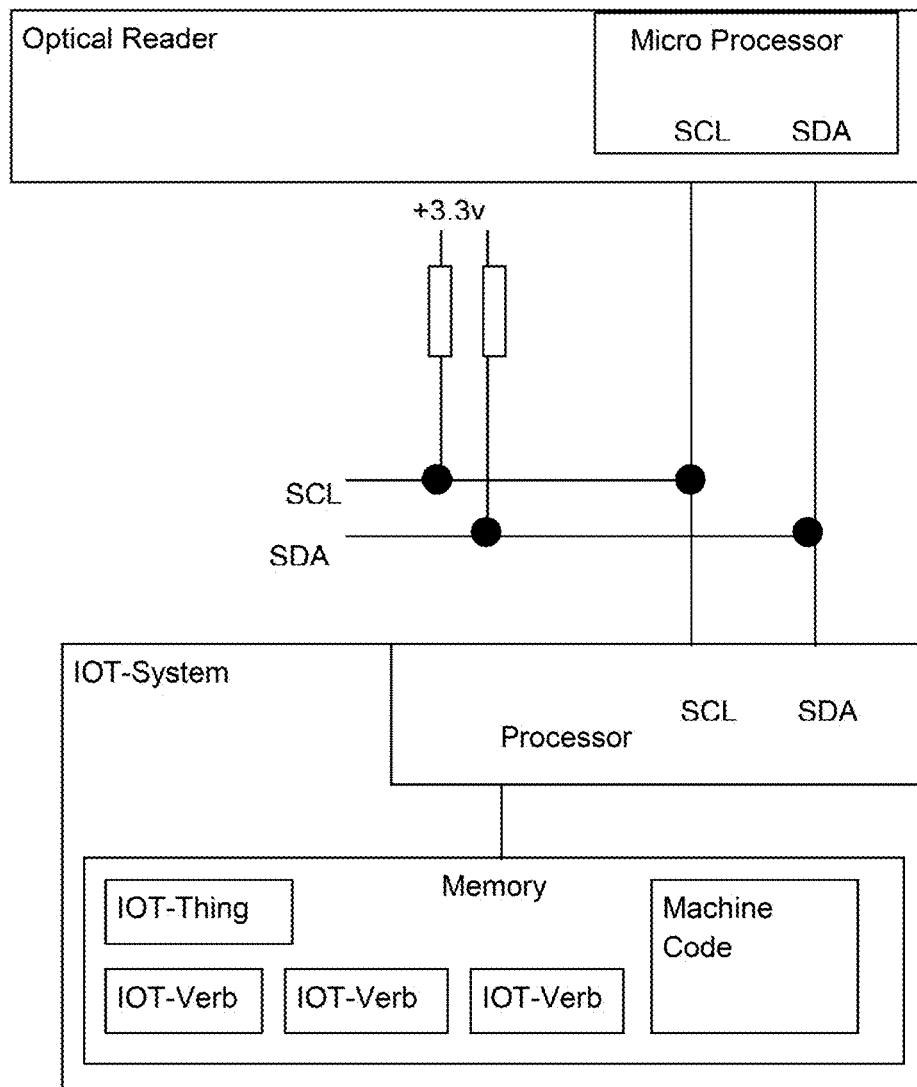 Optical Reader
Micro Processor
SCL SDA
+3.3v
SCL
SDA
IOT-System
SCL SDA
Processor
Memory
IOT-Thing
Machine
Code
IOT-Verb IOT-Verb IOT-Verb